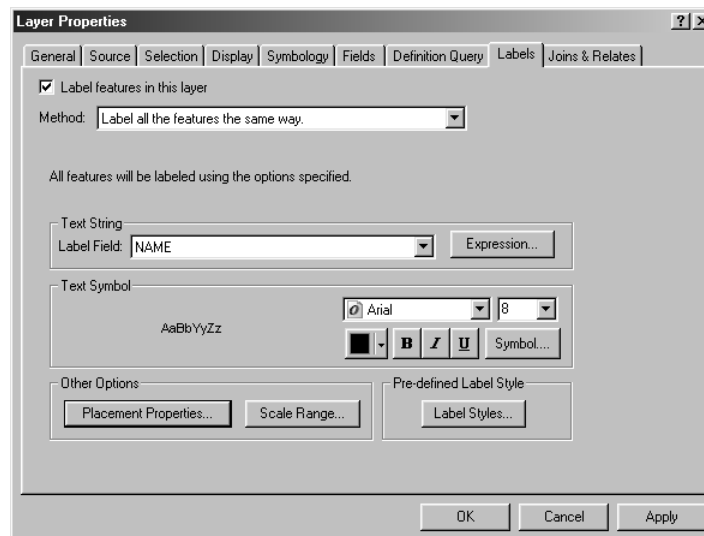 Layer Properties
General Source Selection Display Symbology Fields Definition Query Labels Joins & Relates
Label features in this layer
Method: Label all the features the same way.
All features will be labeled using the options specified.
Text String
Label Field: NAME Expression...
Text Symbol
AaBbYyZz
Arial 8
B I U Symbol....
Other Options
Placement Properties... Scale Range...
Pre-defined Label Style
Label Styles...
OK Cancel Apply